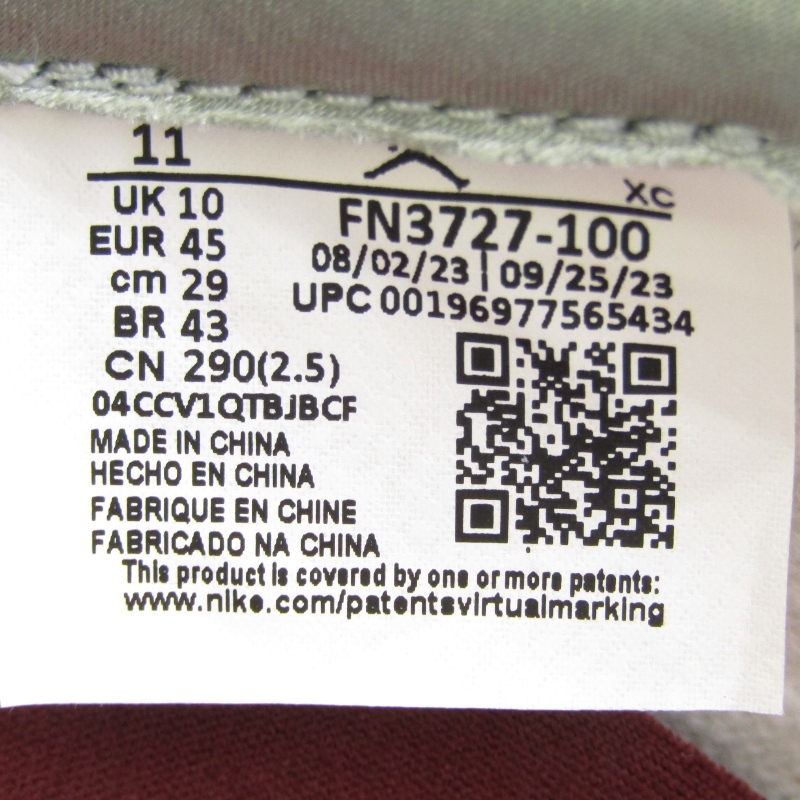 11
XC
UK 10
FN3727-100
EUR 45
08/02/23 | 09/25/23
cm 29
UPC 00196977565434
BR 43
CN 290(2.5)
04CCV1QTBJBCF
MADE IN CHINA
HECHO EN CHINA
FABRIQUE EN CHINE
FABRICADO NA CHINA
This product is covered by one or more patents:
www.nike.com/patentsvirtualmarking